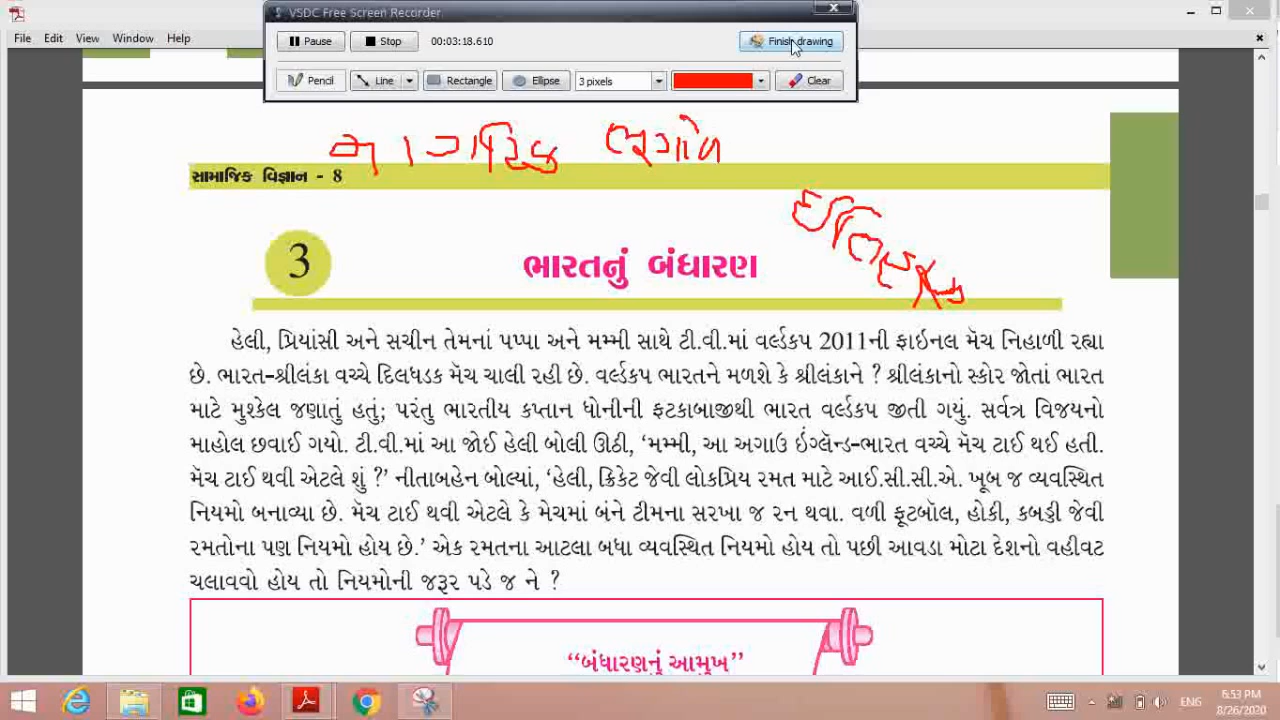 VSDC Free Screen Recorder
File Edit View Window Help
Pause Stop 00:03:18.610 Finish drawing
Pencil Line Rectangle Ellipse 3 pixels Clear
નાગરિક ભૂગોળ
સામાજિક વિજ્ઞાન - 8
ઇતિહાસ
3 ભારતનું બંધારણ
હેલી, પ્રિયાંસી અને સચીન તેમનાં પપ્પા અને મમ્મી સાથે ટી.વી.માં વર્લ્ડકપ 2011ની ફાઇનલ મૅચ નિહાળી રહ્યા
છે. ભારત-શ્રીલંકા વચ્ચે દિલધડક મૅચ ચાલી રહી છે. વર્લ્ડકપ ભારતને મળશે કે શ્રીલંકાને ? શ્રીલંકાનો સ્કોર જોતાં ભારત
માટે મુશ્કેલ જણાતું હતું; પરંતુ ભારતીય કપ્તાન ધોનીની ફટકાબાજીથી ભારત વર્લ્ડકપ જીતી ગયું. સર્વત્ર વિજયનો
માહોલ છવાઈ ગયો. ટી.વી.માં આ જોઈ હેલી બોલી ઊઠી, ‘મમ્મી, આ અગાઉ ઇંગ્લૅન્ડ-ભારત વચ્ચે મૅચ ટાઈ થઈ હતી.
મૅચ ટાઈ થવી એટલે શું ?’ નીતાબહેન બોલ્યાં, ‘હેલી, ક્રિકેટ જેવી લોકપ્રિય રમત માટે આઈ.સી.સી.એ. ખૂબ જ વ્યવસ્થિત
નિયમો બનાવ્યા છે. મૅચ ટાઈ થવી એટલે કે મેચમાં બંને ટીમના સરખા જ રન થવા. વળી ફૂટબૉલ, હોકી, કબડ્ડી જેવી
રમતોના પણ નિયમો હોય છે.’ એક રમતના આટલા બધા વ્યવસ્થિત નિયમો હોય તો પછી આવડા મોટા દેશનો વહીવટ
ચલાવવો હોય તો નિયમોની જરૂર પડે જ ને ?
“બંધારણનું આમુખ”
ENG 6:53 PM
8/26/2020